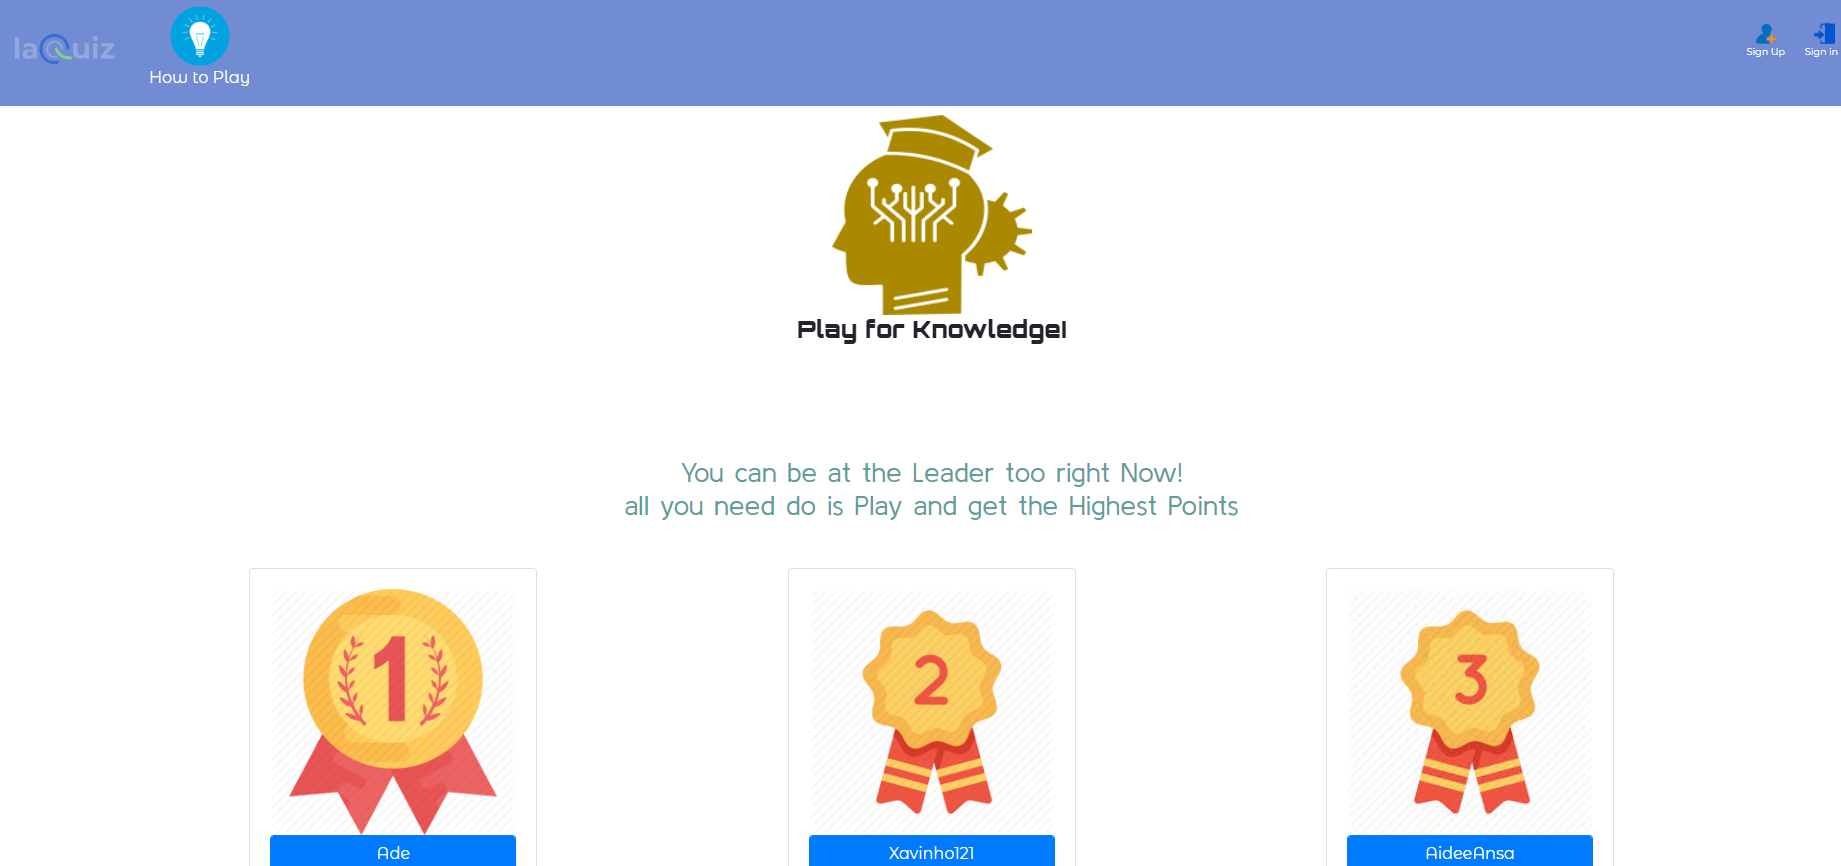 laQuiz
How to Play
Sign Up
Sign in
Play for Knowledge!
You can be at the Leader too right Now!
all you need do is Play and get the Highest Points
1
2
3
Ade
Xavinho121
AideeAnsa